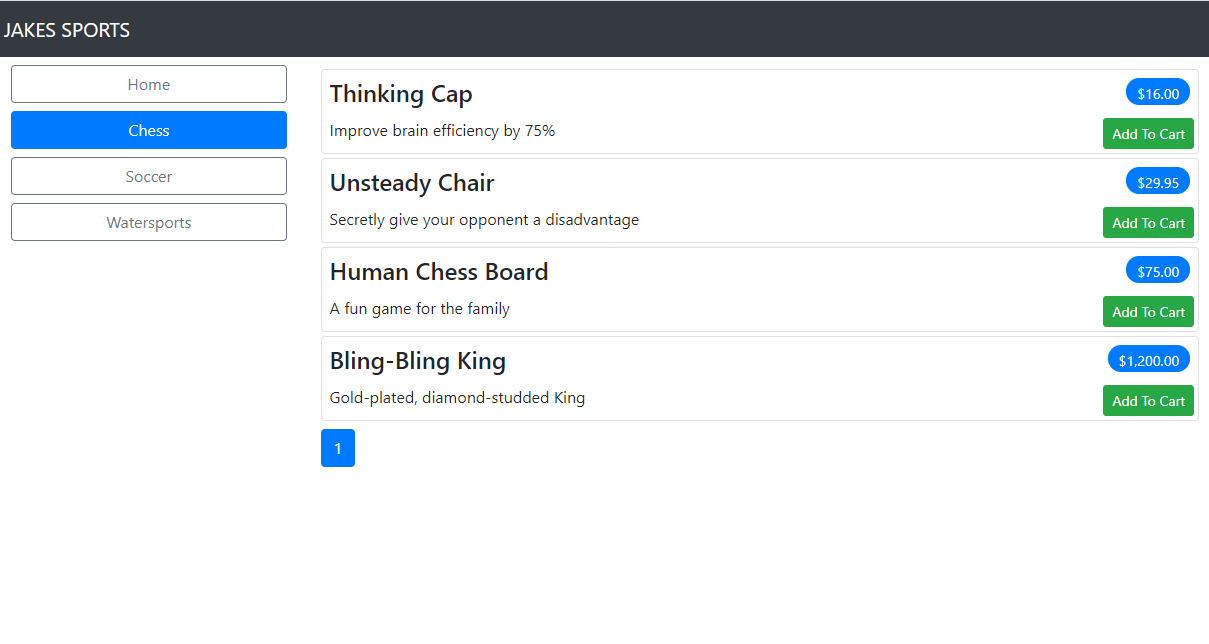 JAKES SPORTS
Home
Chess
Soccer
Watersports
Thinking Cap
$16.00
Improve brain efficiency by 75%
Add To Cart
Unsteady Chair
$29.95
Secretly give your opponent a disadvantage
Add To Cart
Human Chess Board
$75.00
A fun game for the family
Add To Cart
Bling-Bling King
$1,200.00
Gold-plated, diamond-studded King
Add To Cart
1